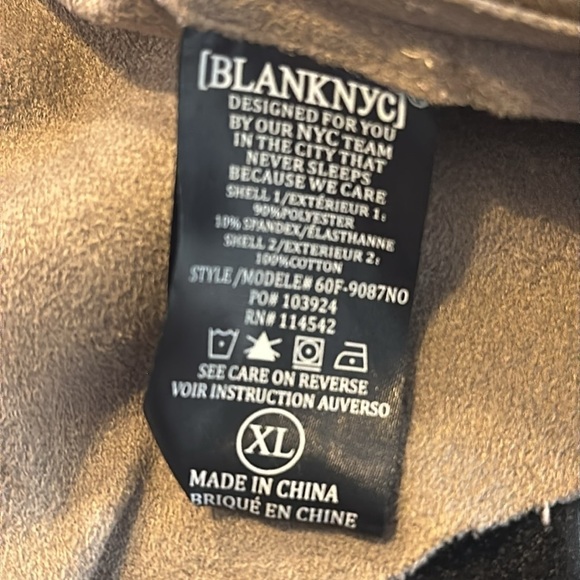 [BLANKNYC]®
DESIGNED FOR YOU
BY OUR NYC TEAM
IN THE CITY THAT
NEVER SLEEPS
BECAUSE WE CARE
SHELL 1/EXTÉRIEUR 1:
90%POLYESTER
10% SPANDEX/ÉLASTHANNE
SHELL 2/EXTERIEUR 2:
100%COTTON
STYLE/MODELE# 60F-9087NO
PO# 103924
RN# 114542
SEE CARE ON REVERSE
VOIR INSTRUCTION AUVERSO
XL
MADE IN CHINA
BRIQUÉ EN CHINE